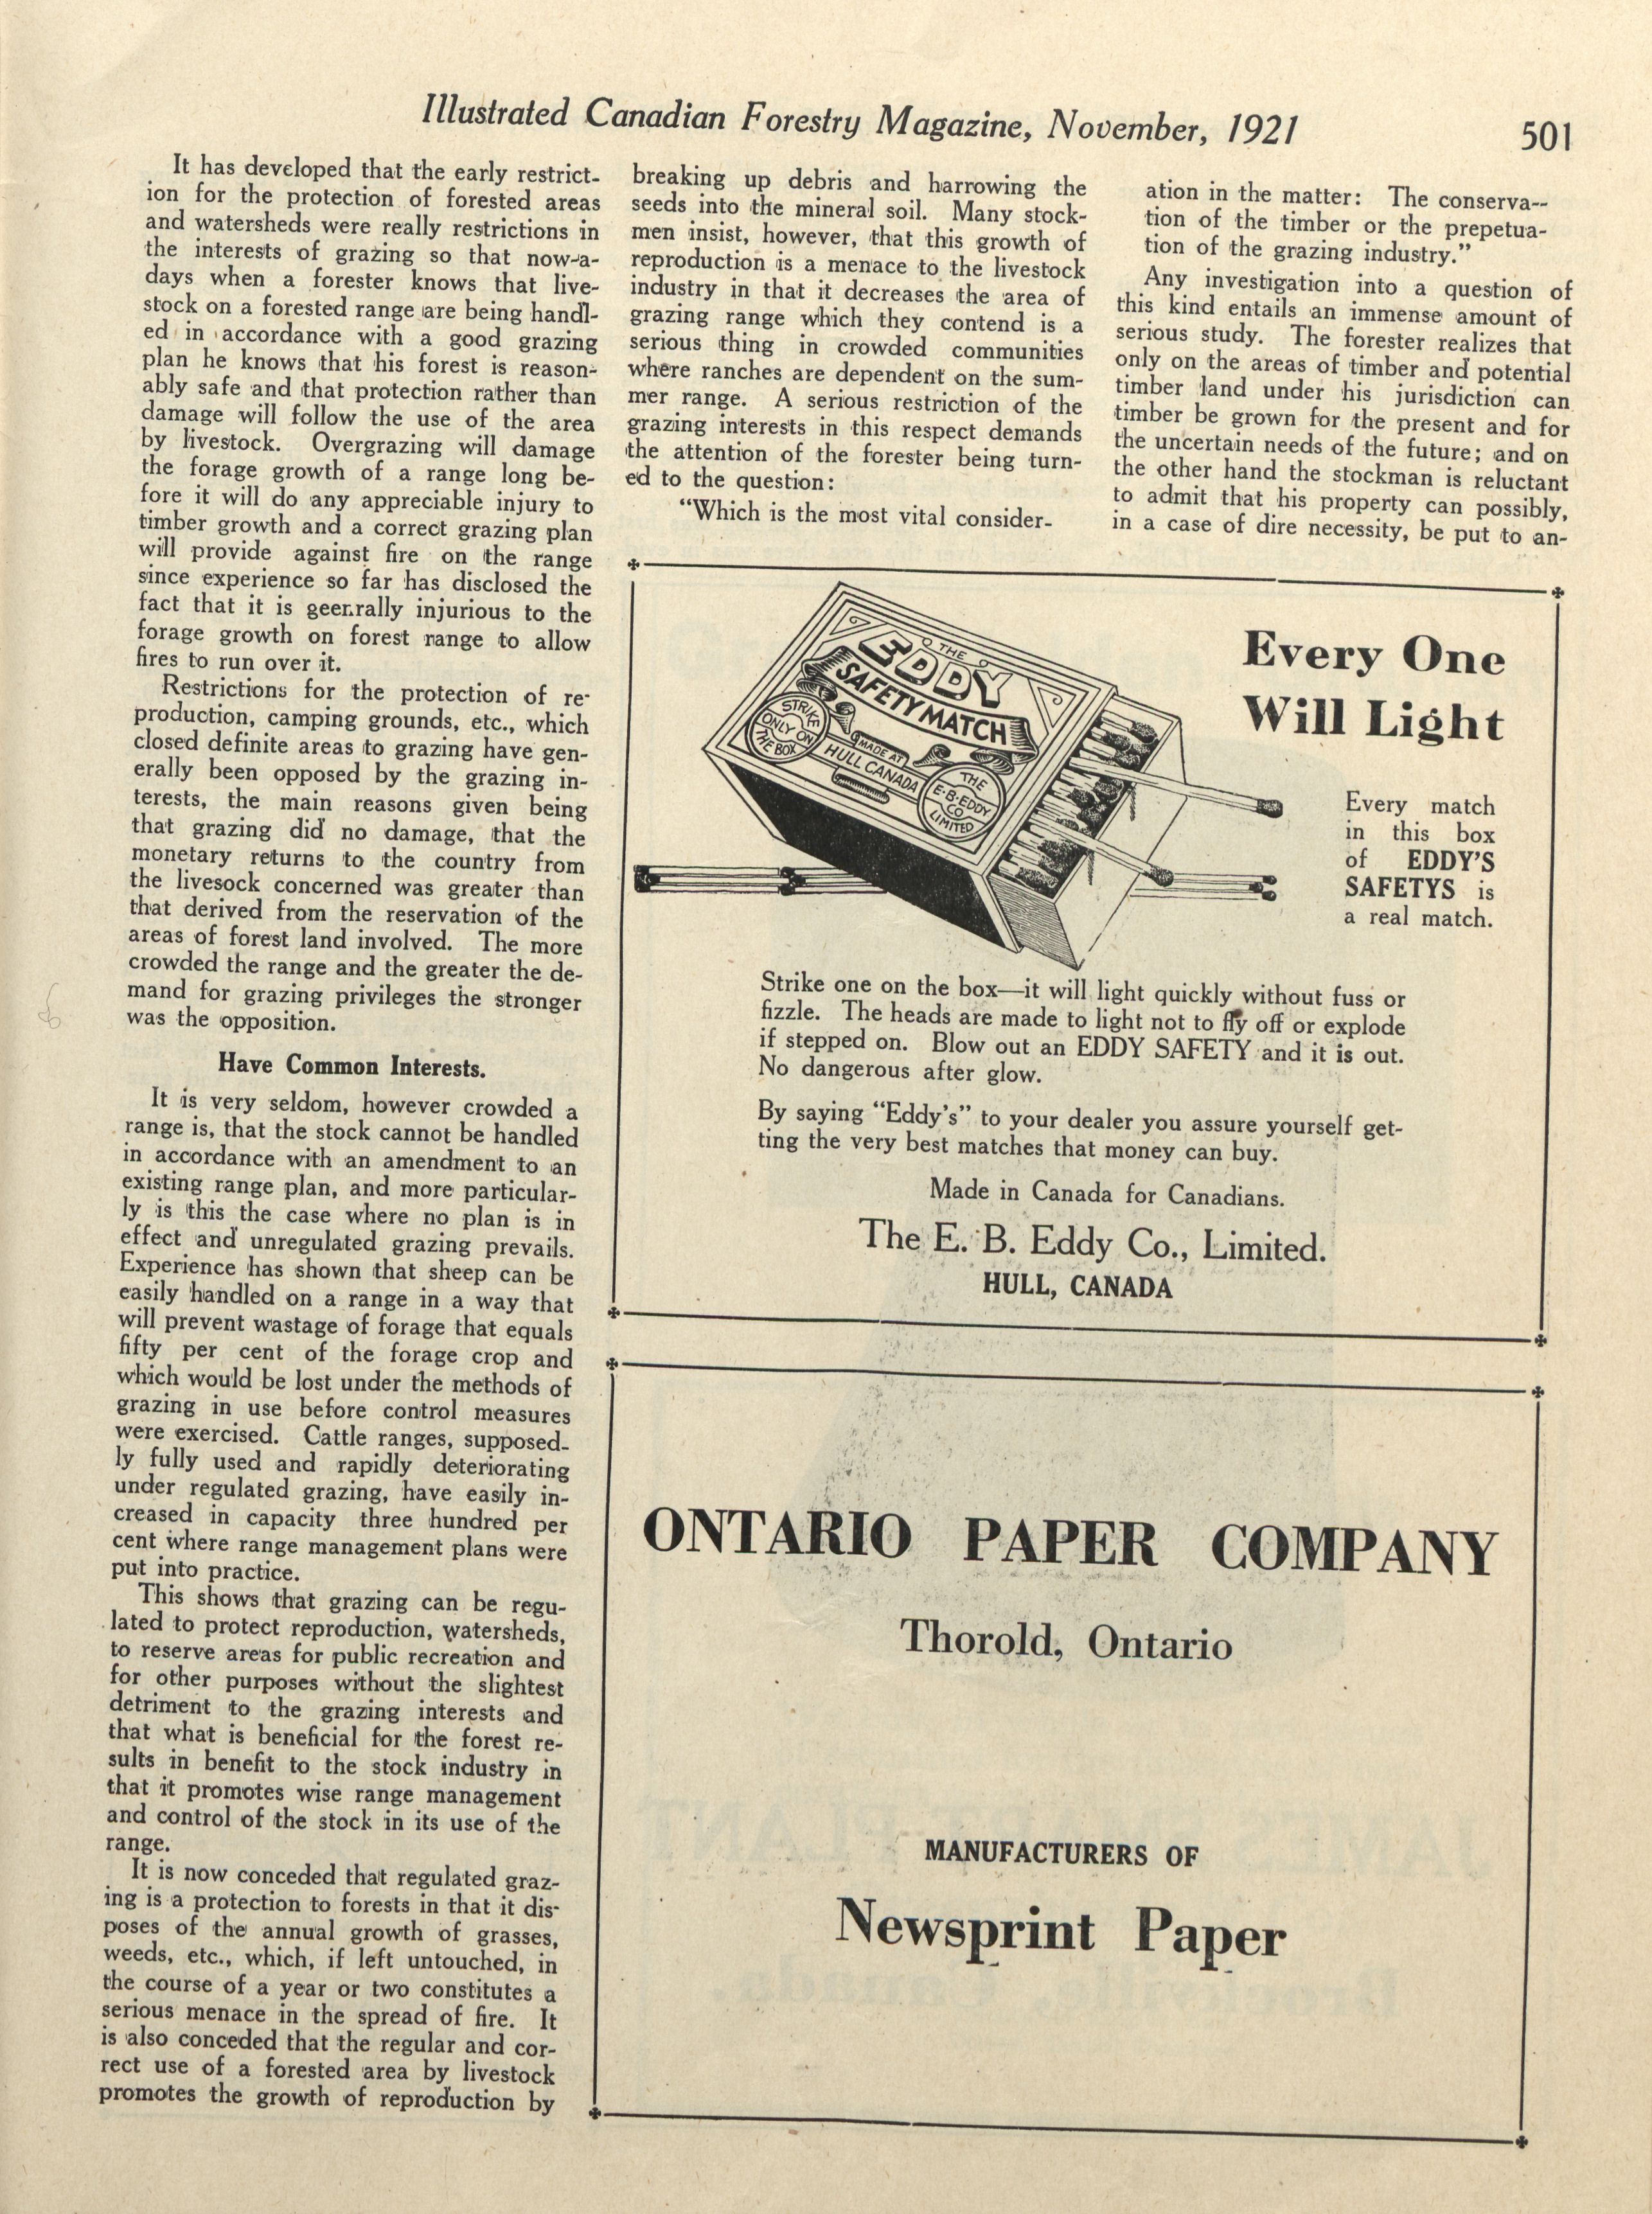 Illustrated Canadian Forestry Magazine, November, 1921
501
It has developed that the early restrict-
ion for the protection of forested areas
and watersheds were really restrictions in
the interests of grazing so that now-a-
days when a forester knows that live-
stock on a forested range are being handl-
ed in accordance with a good grazing
plan he knows that his forest is reason-
ably safe and that protection rather than
damage will follow the use of the area
by livestock. Overgrazing will damage
the forage growth of a range long be-
fore it will do any appreciable injury to
timber growth and a correct grazing plan
will provide against fire on the range
since experience so far has disclosed the
fact that it is geenrally injurious to the
forage growth on forest range to allow
fires to run over it.
Restrictions for the protection of re-
production, camping grounds, etc., which
closed definite areas to grazing have gen-
erally been opposed by the grazing in-
terests, the main reasons given being
that grazing did no damage, that the
monetary returns to the country from
the livesock concerned was greater than
that derived from the reservation of the
areas of forest land involved. The more
crowded the range and the greater the de-
mand for grazing privileges the stronger
was the opposition.
Have Common Interests.
It is very seldom, however crowded a
range is, that the stock cannot be handled
in accordance with an amendment to an
existing range plan, and more particular-
ly is this the case where no plan is in
effect and unregulated grazing prevails.
Experience has shown that sheep can be
easily handled on a range in a way that
will prevent wastage of forage that equals
fifty per cent of the forage crop and
which would be lost under the methods of
grazing in use before control measures
were exercised. Cattle ranges, supposed-
ly fully used and rapidly deteriorating
under regulated grazing, have easily in-
creased in capacity three hundred per
cent where range management plans were
put into practice.
This shows that grazing can be regu-
lated to protect reproduction, watersheds,
to reserve areas for public recreation and
for other purposes without the slightest
detriment to the grazing interests and
that what is beneficial for the forest re-
sults in benefit to the stock industry in
that it promotes wise range management
and control of the stock in its use of the
range.
It is now conceded that regulated graz-
ing is a protection to forests in that it dis-
poses of the annual growth of grasses,
weeds, etc., which, if left untouched, in
the course of a year or two constitutes a
serious menace in the spread of fire. It
is also conceded that the regular and cor-
rect use of a forested area by livestock
promotes the growth of reproduction by
breaking up debris and harrowing the
seeds into the mineral soil. Many stock-
men insist, however, that this growth of
reproduction is a menace to the livestock
industry in that it decreases the area of
grazing range which they contend is a
serious thing in crowded communities
where ranches are dependent on the sum-
mer range. A serious restriction of the
grazing interests in this respect demands
the attention of the forester being turn-
ed to the question:
"Which is the most vital consider-
ation in the matter: The conserva--
tion of the timber or the prepetua-
tion of the grazing industry."
Any investigation into a question of
this kind entails an immense amount of
serious study. The forester realizes that
only on the areas of timber and potential
timber land under his jurisdiction can
timber be grown for the present and for
the uncertain needs of the future; and on
the other hand the stockman is reluctant
to admit that his property can possibly,
in a case of dire necessity, be put to an-
THE
EDDY
SAFETY MATCH
STRIKE
ONLY ON
THE BOX
MADE AT
HULL CANADA
THE
E·B·EDDY
CO
LIMITED
Every One
Will Light
Every match
in this box
of EDDY'S
SAFETYS is
a real match.
Strike one on the box—it will light quickly without fuss or
fizzle. The heads are made to light not to fly off or explode
if stepped on. Blow out an EDDY SAFETY and it is out.
No dangerous after glow.
By saying "Eddy's" to your dealer you assure yourself get-
ting the very best matches that money can buy.
Made in Canada for Canadians.
The E. B. Eddy Co., Limited.
HULL, CANADA
ONTARIO PAPER COMPANY
Thorold, Ontario
MANUFACTURERS OF
Newsprint Paper